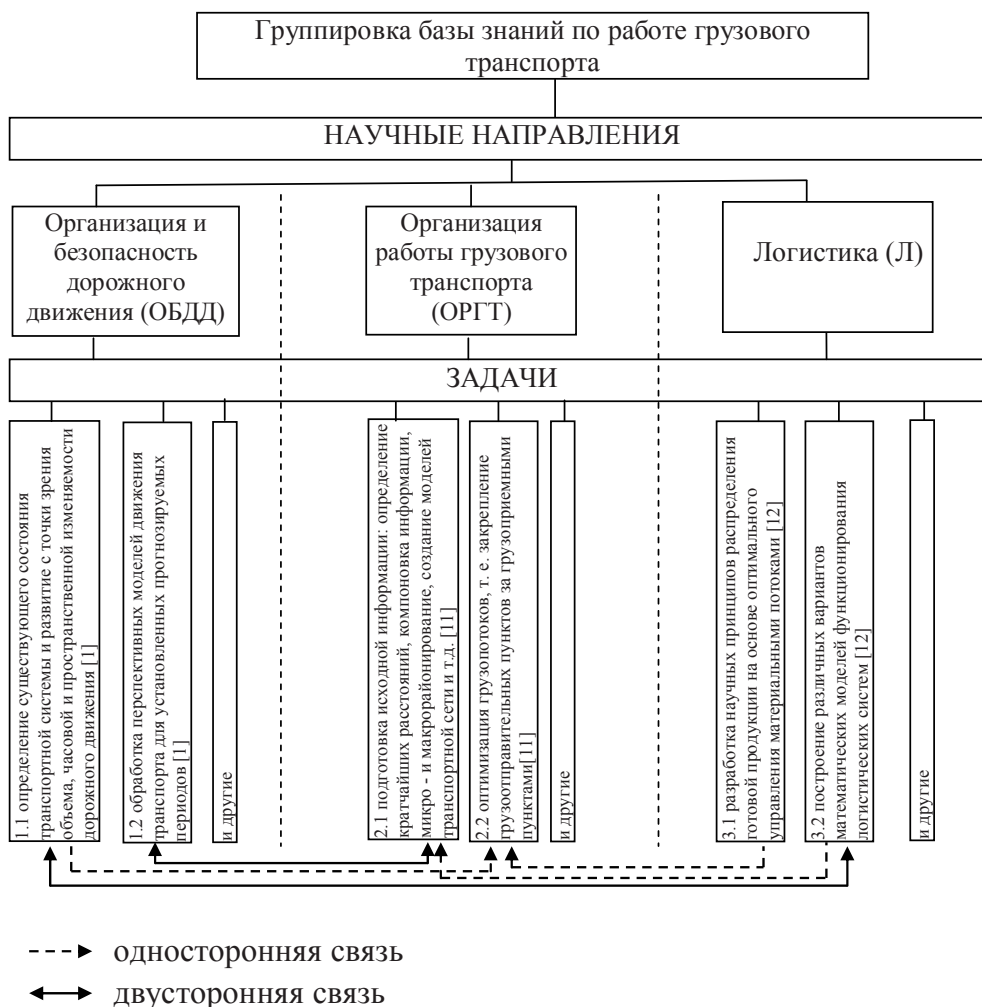 Группировка базы знаний по работе грузового
транспорта
НАУЧНЫЕ НАПРАВЛЕНИЯ
Организация и
безопасность
дорожного
движения (ОБДД)
Организация
работы грузового
транспорта
(ОРГТ)
Логистика (Л)
ЗАДАЧИ
1.1 определение существующего состояния
транспортной системы и развитие с точки зрения
объема, часовой и пространственной изменяемости
дорожного движения [1]
1.2 обработка перспективных моделей движения
транспорта для установленных прогнозируемых
периодов [1]
и другие
2.1 подготовка исходной информации: определение
кратчайших расстояний, компоновка информации,
микро - и макрорайонирование, создание моделей
транспортной сети и т.д. [11]
2.2 оптимизация грузопотоков, т. е. закрепление
грузоотправительных пунктов за грузоприемными
пунктами[11]
и другие
3.1 разработка научных принципов распределения
готовой продукции на основе оптимального
управления материальными потоками [12]
3.2 построение различных вариантов
математических моделей функционирования
логистических систем [12]
и другие
односторонняя связь
двусторонняя связь